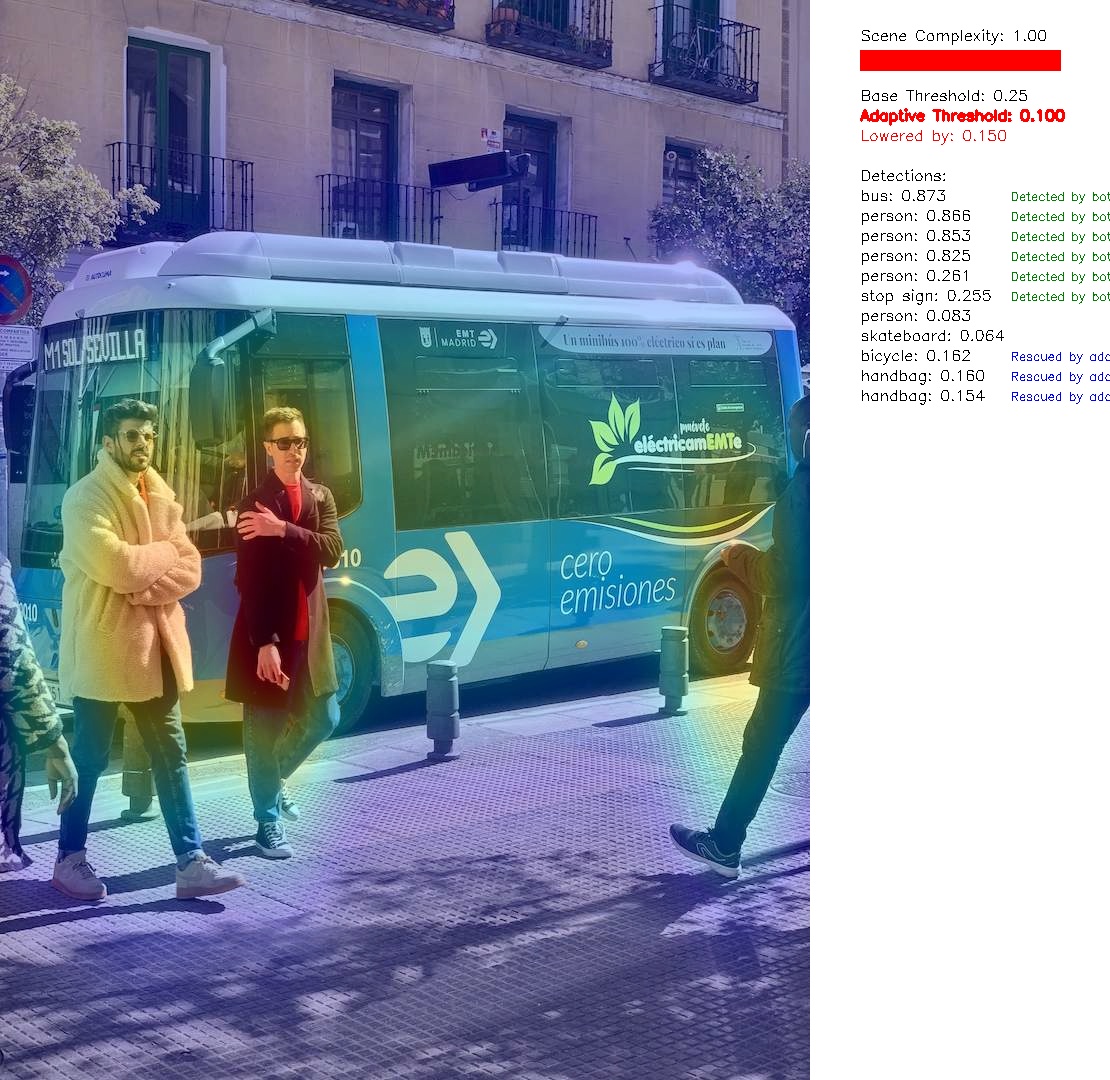 Scene Complexity: 1.00
Base Threshold: 0.25
Adaptive Threshold: 0.100
Lowered by: 0.150
Detections:
bus: 0.873 Detected by bot
person: 0.866 Detected by bot
person: 0.853 Detected by bot
person: 0.825 Detected by bot
person: 0.261 Detected by bot
stop sign: 0.255 Detected by bot
person: 0.083
skateboard: 0.064
bicycle: 0.162 Rescued by ada
handbag: 0.160 Rescued by ada
handbag: 0.154 Rescued by ada
AUTOCLIMA
M1 SOL/SEVILLA
EMT
MADRID
Un minibús 100% eléctrico sí es plan
muévete
eléctricamEMTe
10
cero
emisiones
0010